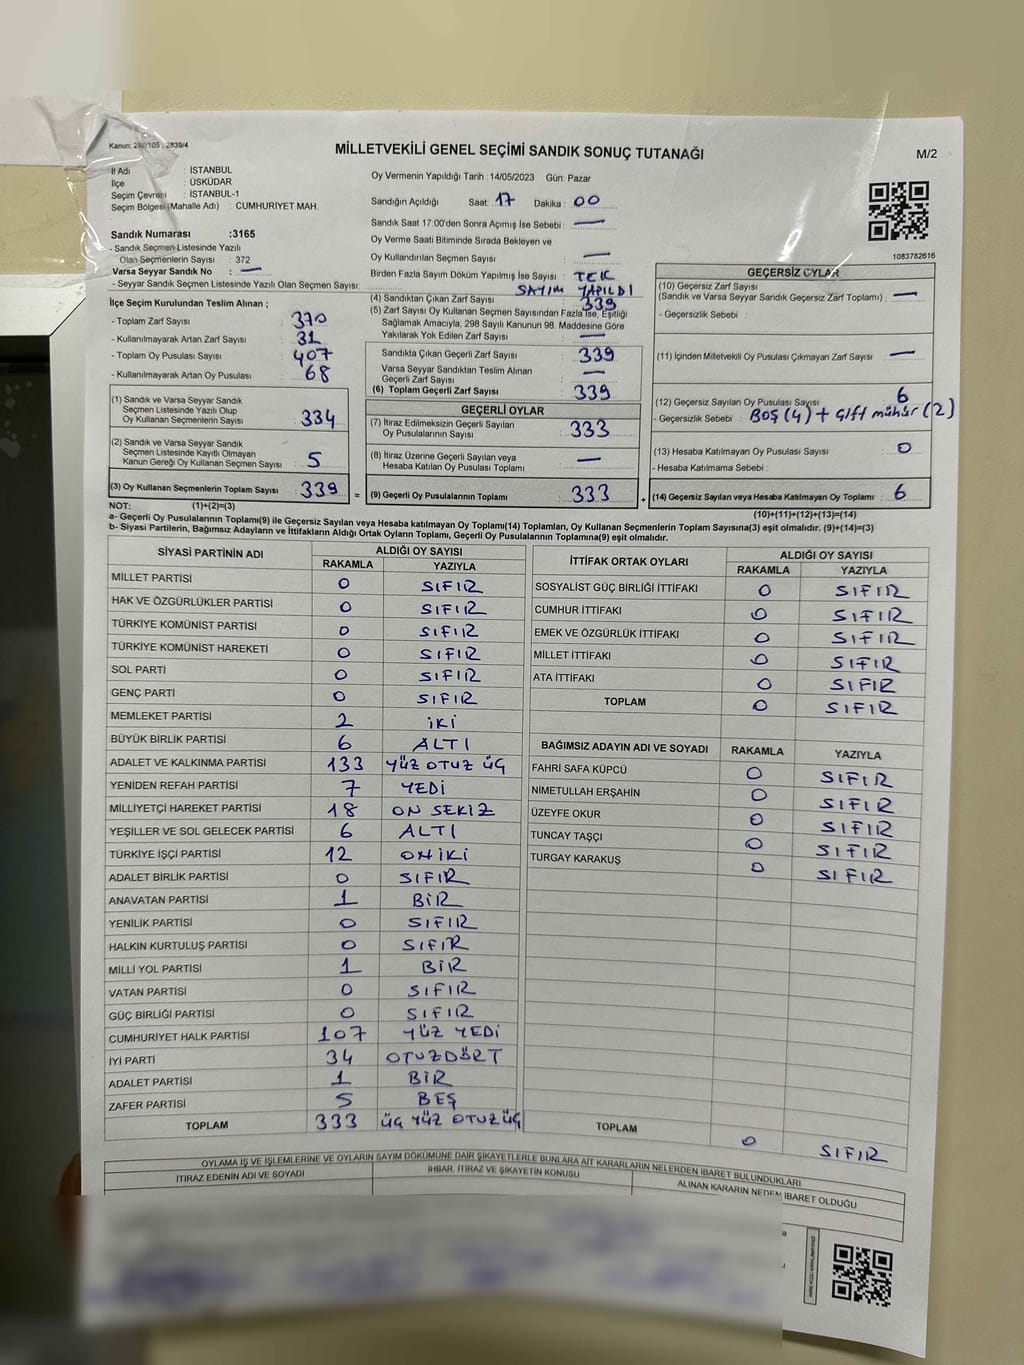 Kanun; 298/105 , 2839/4
MİLLETVEKİLİ GENEL SEÇİMİ SANDIK SONUÇ TUTANAĞI
M/2
İl Adı : İSTANBUL
İlçe : ÜSKÜDAR
Seçim Çevresi : İSTANBUL-1
Seçim Bölgesi (Mahalle Adı) : CUMHURİYET MAH.
Oy Vermenin Yapıldığı Tarih : 14/05/2023 Gün: Pazar
Sandığın Açıldığı Saat: 17 Dakika : 00
Sandık Saat 17:00'den Sonra Açımış İse Sebebi : —
Oy Verme Saati Bitiminde Sırada Bekleyen ve
Oy Kullandırılan Seçmen Sayısı : —
Birden Fazla Sayım Döküm Yapılmış İse Sayısı : TEK
SAYIM YAPILDI
1083782616
Sandık Numarası :3165
- Sandık Seçmen Listesinde Yazılı
Olan Seçmenlerin Sayısı : 372
Varsa Seyyar Sandık No : —
- Seyyar Sandık Seçmen Listesinde Yazılı Olan Seçmen Sayısı:
İlçe Seçim Kurulundan Teslim Alınan ;
- Toplam Zarf Sayısı : 370
- Kullanılmayarak Artan Zarf Sayısı : 31
- Toplam Oy Pusulası Sayısı : 407
- Kullanılmayarak Artan Oy Pusulası : 68
(4) Sandıktan Çıkan Zarf Sayısı : 339
(5) Zarf Sayısı Oy Kullanan Seçmen Sayısından Fazla İse, Eşitliği
Sağlamak Amacıyla, 298 Sayılı Kanunun 98. Maddesine Göre
Yakılarak Yok Edilen Zarf Sayısı : —
Sandıkta Çıkan Geçerli Zarf Sayısı : 339
Varsa Seyyar Sandıktan Teslim Alınan
Geçerli Zarf Sayısı : —
(6) Toplam Geçerli Zarf Sayısı : 339
GEÇERSİZ OYLAR
(10) Geçersiz Zarf Sayısı
(Sandık ve Varsa Seyyar Sandık Geçersiz Zarf Toplamı) : —
- Geçersizlik Sebebi :
(11) İçinden Milletvekili Oy Pusulası Çıkmayan Zarf Sayısı : —
(12) Geçersiz Sayılan Oy Pusulası Sayısı : 6
- Geçersizlik Sebebi : BOŞ (4) + çift mühür (2)
(13) Hesaba Katılmayan Oy Pusulası Sayısı : 0
- Hesaba Katılmama Sebebi :
(14) Geçersiz Sayılan veya Hesaba Katılmayan Oy Toplamı : 6
(10)+(11)+(12)+(13)=(14)
(1) Sandık ve Varsa Seyyar Sandık
Seçmen Listesinde Yazılı Olup
Oy Kullanan Seçmenlerin Sayısı : 334
(2) Sandık ve Varsa Seyyar Sandık
Seçmen Listesinde Kayıtlı Olmayan
Kanun Gereği Oy Kullanan Seçmen Sayısı : 5
(3) Oy Kullanan Seçmenlerin Toplam Sayısı : 339 =
GEÇERLİ OYLAR
(7) İtiraz Edilmeksizin Geçerli Sayılan
Oy Pusulalarının Sayısı : 333
(8) İtiraz Üzerine Geçerli Sayılan veya
Hesaba Katılan Oy Pusulası Toplamı : —
(9) Geçerli Oy Pusulalarının Toplamı : 333 +
NOT: (1)+(2)=(3)
a- Geçerli Oy Pusulalarının Toplamı(9) ile Geçersiz Sayılan veya Hesaba katılmayan Oy Toplamı(14) Toplamları, Oy Kullanan Seçmenlerin Toplam Sayısına(3) eşit olmalıdır. (9)+(14)=(3)
b- Siyasi Partilerin, Bağımsız Adayların ve İttifakların Aldığı Ortak Oyların Toplamı, Geçerli Oy Pusulalarının Toplamına(9) eşit olmalıdır.
SİYASİ PARTİNİN ADI ALDIĞI OY SAYISI
RAKAMLA YAZIYLA
MİLLET PARTİSİ 0 SIFIR
HAK VE ÖZGÜRLÜKLER PARTİSİ 0 SIFIR
TÜRKİYE KOMÜNİST PARTİSİ 0 SIFIR
TÜRKİYE KOMÜNİST HAREKETİ 0 SIFIR
SOL PARTİ 0 SIFIR
GENÇ PARTİ 0 SIFIR
MEMLEKET PARTİSİ 2 İKİ
BÜYÜK BİRLİK PARTİSİ 6 ALTI
ADALET VE KALKINMA PARTİSİ 133 YÜZ OTUZ ÜÇ
YENİDEN REFAH PARTİSİ 7 YEDİ
MİLLİYETÇİ HAREKET PARTİSİ 18 ON SEKİZ
YEŞİLLER VE SOL GELECEK PARTİSİ 6 ALTI
TÜRKİYE İŞÇİ PARTİSİ 12 ONİKİ
ADALET BİRLİK PARTİSİ 0 SIFIR
ANAVATAN PARTİSİ 1 BİR
YENİLİK PARTİSİ 0 SIFIR
HALKIN KURTULUŞ PARTİSİ 0 SIFIR
MİLLİ YOL PARTİSİ 1 BİR
VATAN PARTİSİ 0 SIFIR
GÜÇ BİRLİĞİ PARTİSİ 0 SIFIR
CUMHURİYET HALK PARTİSİ 107 YÜZ YEDİ
İYİ PARTİ 34 OTUZDÖRT
ADALET PARTİSİ 1 BİR
ZAFER PARTİSİ 5 BEŞ
TOPLAM 333 ÜÇ YÜZ OTUZ ÜÇ
İTTİFAK ORTAK OYLARI ALDIĞI OY SAYISI
RAKAMLA YAZIYLA
SOSYALİST GÜÇ BİRLİĞİ İTTİFAKI 0 SIFIR
CUMHUR İTTİFAKI 0 SIFIR
EMEK VE ÖZGÜRLÜK İTTİFAKI 0 SIFIR
MİLLET İTTİFAKI 0 SIFIR
ATA İTTİFAKI 0 SIFIR
TOPLAM 0 SIFIR
BAĞIMSIZ ADAYIN ADI VE SOYADI RAKAMLA YAZIYLA
FAHRİ SAFA KÜPCÜ 0 SIFIR
NİMETULLAH ERŞAHİN 0 SIFIR
ÜZEYFE OKUR 0 SIFIR
TUNCAY TAŞÇI 0 SIFIR
TURGAY KARAKUŞ 0 SIFIR
TOPLAM 0 SIFIR
OYLAMA İŞ VE İŞLEMLERİNE VE OYLARIN SAYIM DÖKÜMÜNE DAİR ŞİKAYETLERLE BUNLARA AİT KARARLARIN NELERDEN İBARET BULUNDUKLARI
İTİRAZ EDENİN ADI VE SOYADI İHBAR, İTİRAZ VE ŞİKAYETİN KONUSU ALINAN KARARIN NEDEN İBARET OLDUĞU